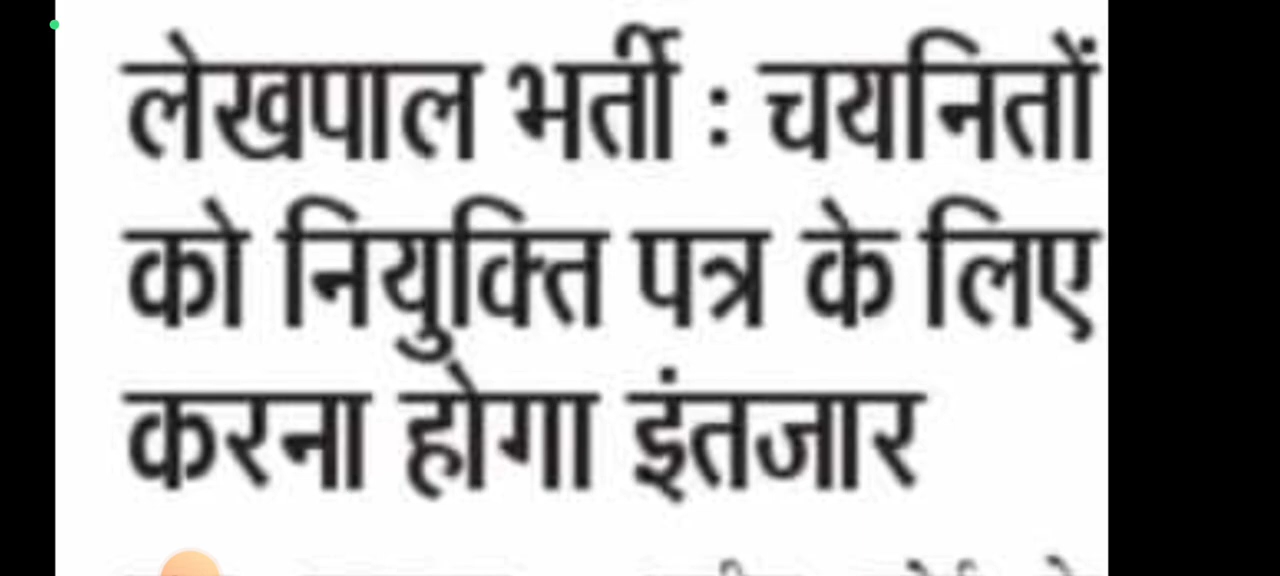 लेखपाल भर्ती : चयनितों
को नियुक्ति पत्र के लिए
करना होगा इंतजार